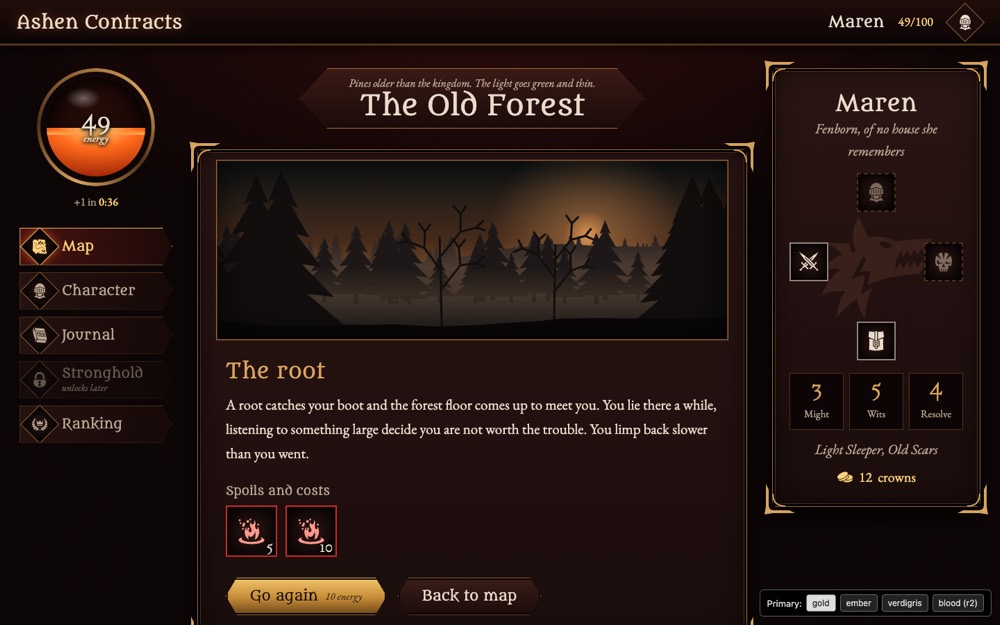 Ashen Contracts
Maren 49/100
49
energy
+1 in 0:36
Map
Character
Journal
Stronghold
unlocks later
Ranking
Pines older than the kingdom. The light goes green and thin.
The Old Forest
The root
A root catches your boot and the forest floor comes up to meet you. You lie there a while,
listening to something large decide you are not worth the trouble. You limp back slower
than you went.
Spoils and costs
5
10
Go again 10 energy
Back to map
Maren
Fenborn, of no house she
remembers
3 5 4
Might Wits Resolve
Light Sleeper, Old Scars
12 crowns
Primary: gold ember verdigris blood (r2)